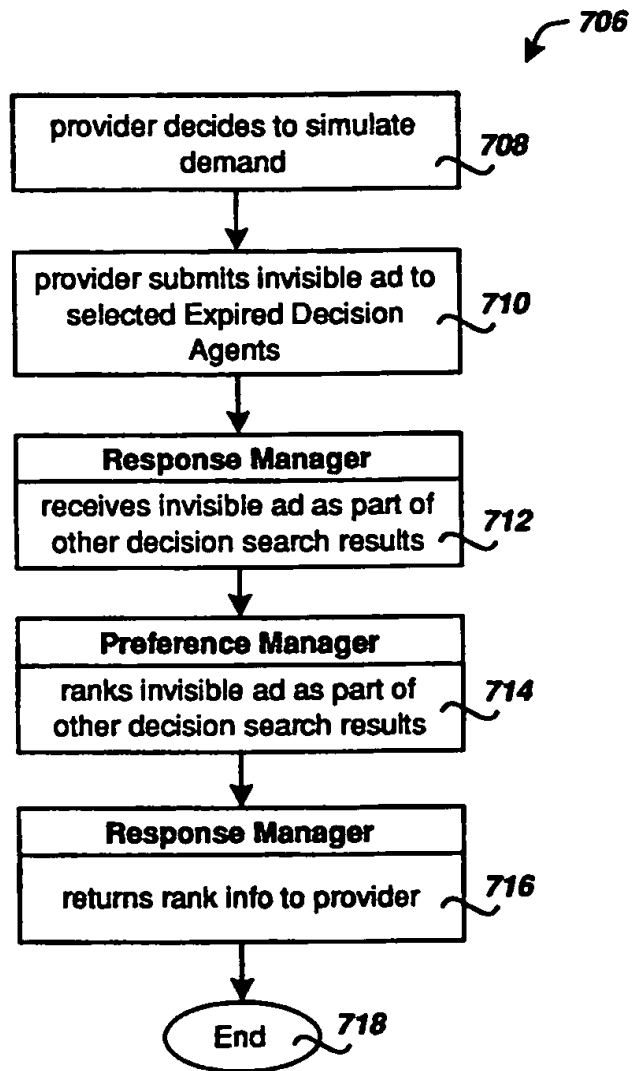 706
provider decides to simulate
demand
708
provider submits invisible ad to
selected Expired Decision
Agents
710
Response Manager
receives invisible ad as part of
other decision search results
712
Preference Manager
ranks invisible ad as part of
other decision search results
714
Response Manager
returns rank info to provider
716
End
718